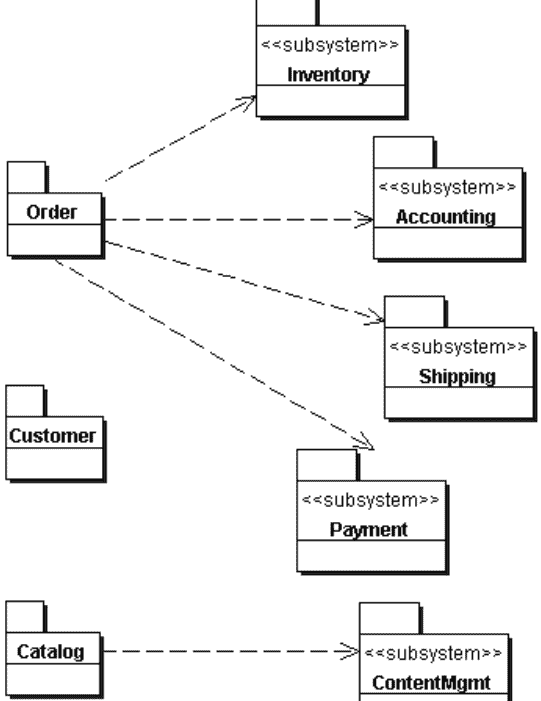 <<subsystem>>
Inventory
<<subsystem>>
Accounting
Order
<<subsystem>>
Shipping
Customer
<<subsystem>>
Payment
Catalog
<<subsystem>>
ContentMgmt